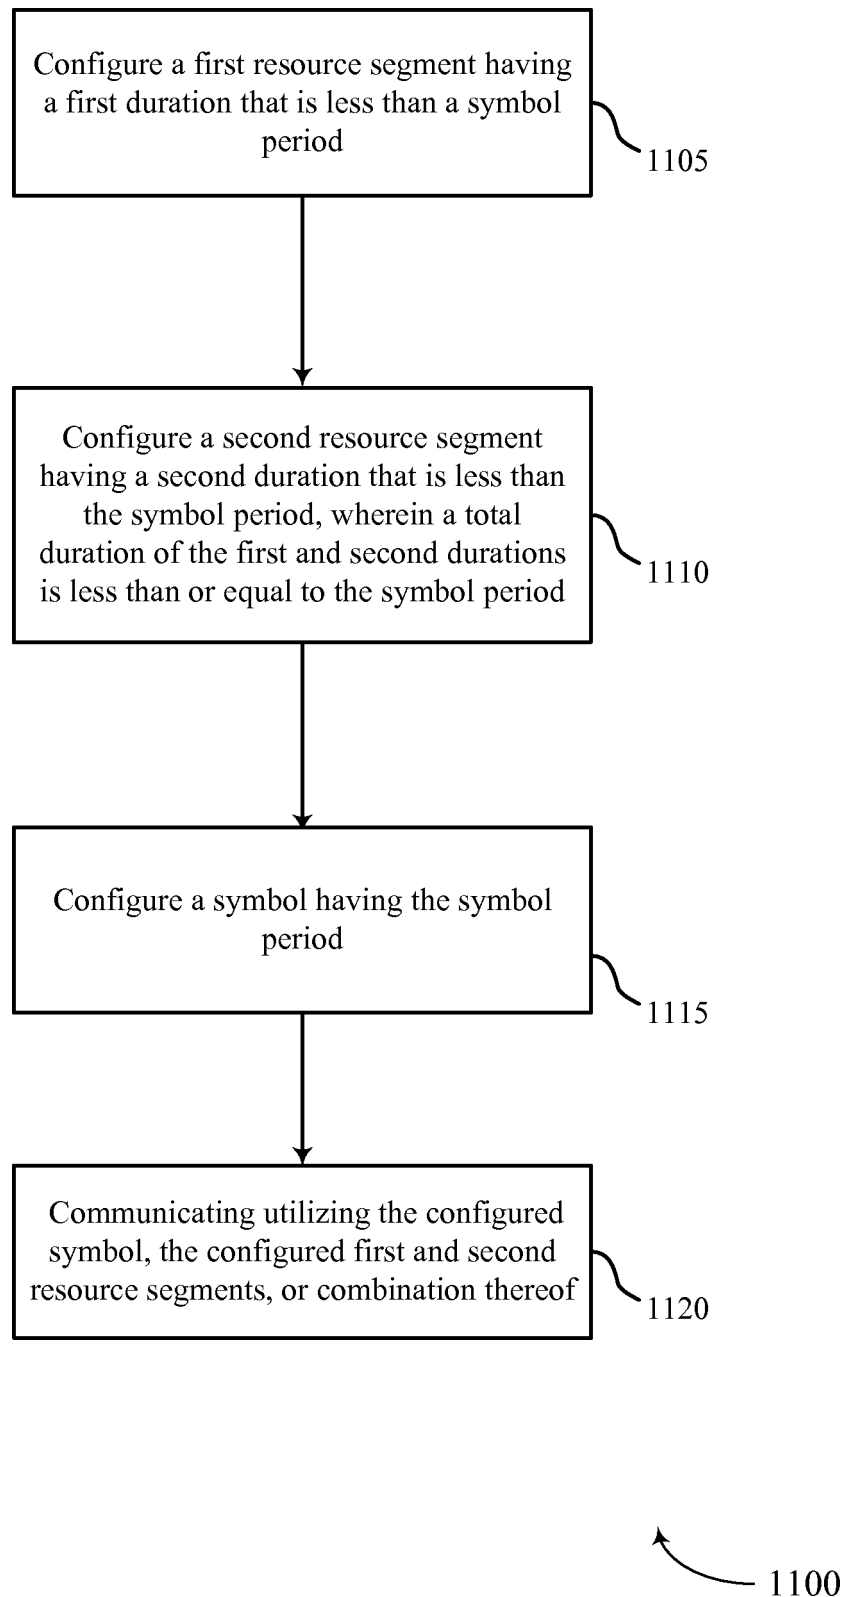 Configure a first resource segment having
a first duration that is less than a symbol
period
1105
Configure a second resource segment
having a second duration that is less than
the symbol period, wherein a total
duration of the first and second durations
is less than or equal to the symbol period
1110
Configure a symbol having the symbol
period
1115
Communicating utilizing the configured
symbol, the configured first and second
resource segments, or combination thereof
1120
1100